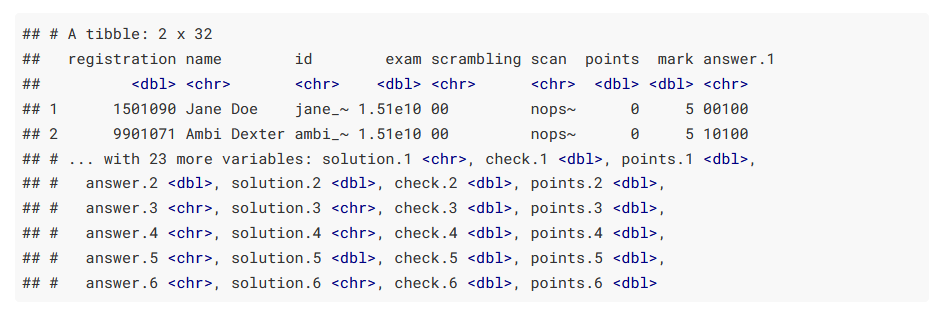 ## # A tibble: 2 x 32
##   registration name        id          exam scrambling scan  points  mark answer.1
##          <dbl> <chr>       <chr>      <dbl> <chr>      <chr>  <dbl> <dbl> <chr>
## 1      1501090 Jane Doe    jane_~ 1.51e10 00         nops~      0     5 00100
## 2      9901071 Ambi Dexter ambi_~ 1.51e10 00         nops~      0     5 10100
## # ... with 23 more variables: solution.1 <chr>, check.1 <dbl>, points.1 <dbl>,
## #   answer.2 <dbl>, solution.2 <dbl>, check.2 <dbl>, points.2 <dbl>,
## #   answer.3 <chr>, solution.3 <chr>, check.3 <dbl>, points.3 <dbl>,
## #   answer.4 <chr>, solution.4 <chr>, check.4 <dbl>, points.4 <dbl>,
## #   answer.5 <chr>, solution.5 <dbl>, check.5 <dbl>, points.5 <dbl>,
## #   answer.6 <chr>, solution.6 <chr>, check.6 <dbl>, points.6 <dbl>